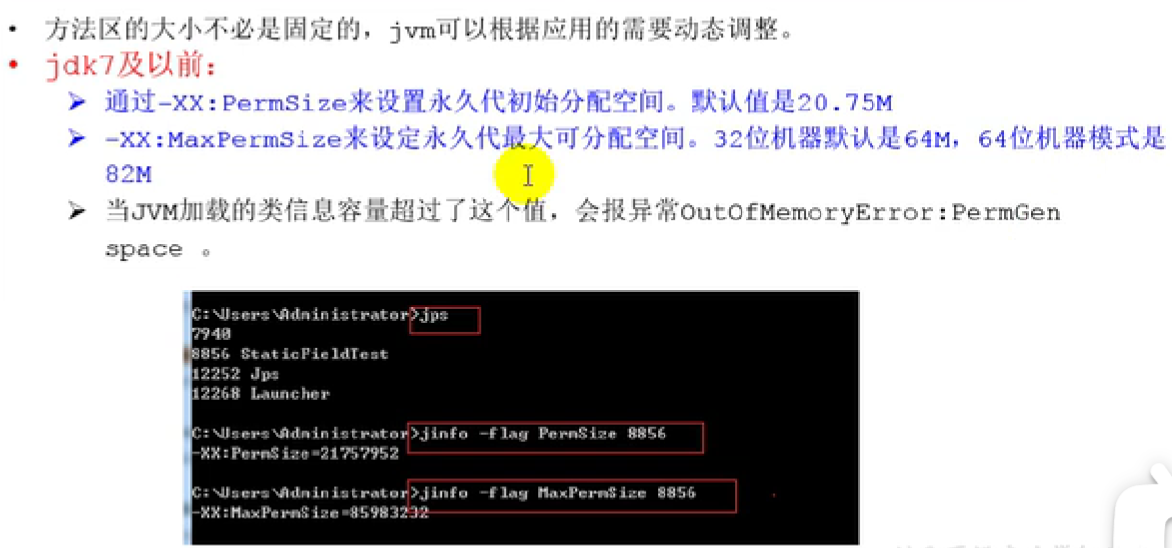 • 方法区的大小不必是固定的，jvm可以根据应用的需要动态调整。
• jdk7及以前：
➢ 通过-XX:PermSize来设置永久代初始分配空间。默认值是20.75M
➢ -XX:MaxPermSize来设定永久代最大可分配空间。32位机器默认是64M，64位机器模式是
82M
➢ 当JVM加载的类信息容量超过了这个值，会报异常OutOfMemoryError:PermGen
space 。
C:\Users\Administrator>jps
7940
8856 StaticFieldTest
12252 Jps
12268 Launcher
C:\Users\Administrator>jinfo -flag PermSize 8856
-XX:PermSize=21757952
C:\Users\Administrator>jinfo -flag MaxPermSize 8856
-XX:MaxPermSize=85983232